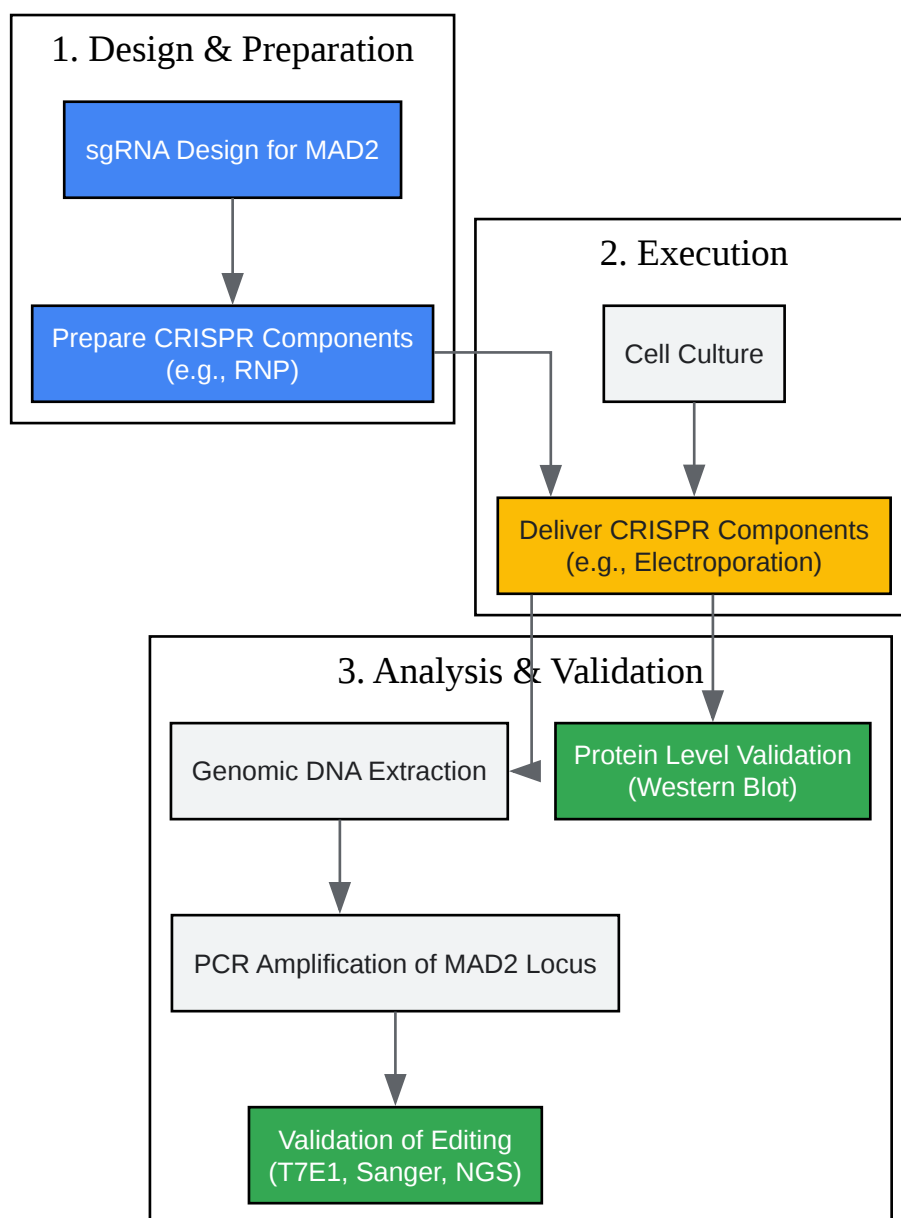 1. Design & Preparation
sgRNA Design for MAD2
Prepare CRISPR Components
(e.g., RNP)
2. Execution
Cell Culture
Deliver CRISPR Components
(e.g., Electroporation)
3. Analysis & Validation
Genomic DNA Extraction
Protein Level Validation
(Western Blot)
PCR Amplification of MAD2 Locus
Validation of Editing
(T7E1, Sanger, NGS)